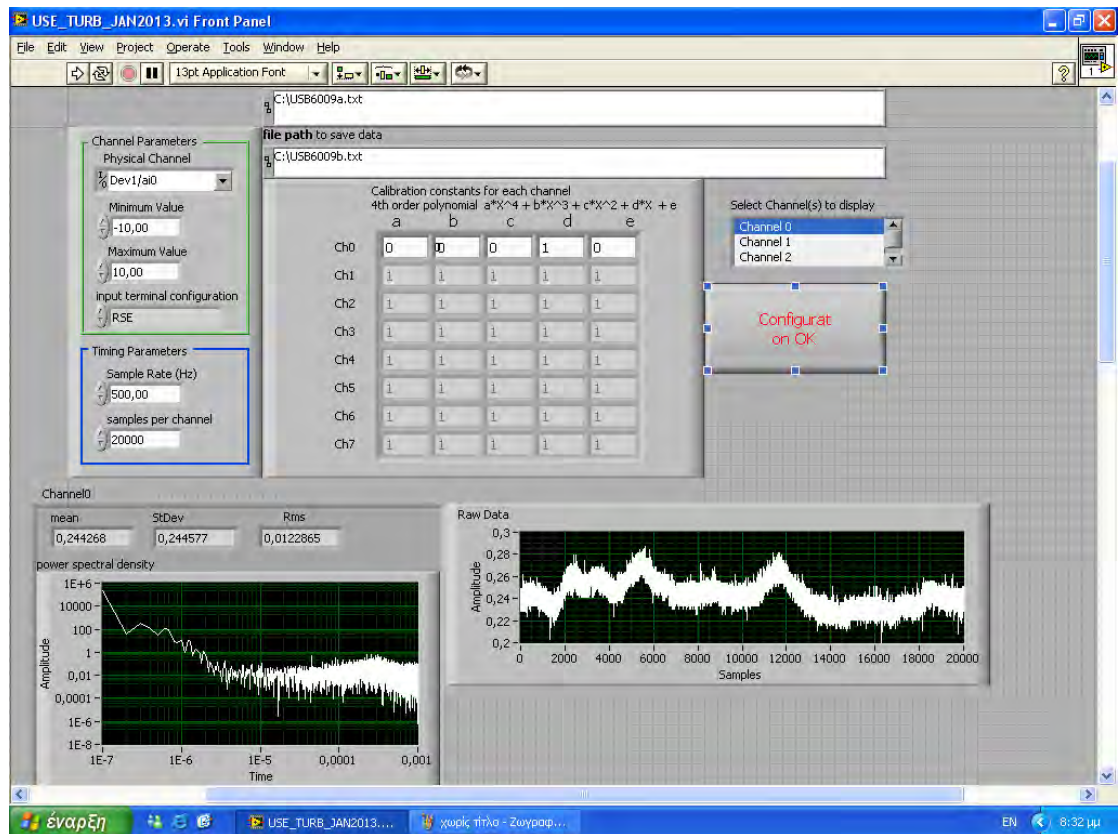 USE_TURB_JAN2013.vi Front Panel
File Edit View Project Operate Tools Window Help
13pt Application Font
1
C:\USB6009a.txt
file path to save data
C:\USB6009b.txt
Channel Parameters
Physical Channel
Dev1/ai0
Minimum Value
-10,00
Maximum Value
10,00
input terminal configuration
RSE
Timing Parameters
Sample Rate (Hz)
500,00
samples per channel
20000
Calibration constants for each channel
4th order polynomial a*X^4 + b*X^3 + c*X^2 + d*X + e
a b c d e
Ch0 0 0 0 1 0
Ch1 1 1 1 1 1
Ch2 1 1 1 1 1
Ch3 1 1 1 1 1
Ch4 1 1 1 1 1
Ch5 1 1 1 1 1
Ch6 1 1 1 1 1
Ch7 1 1 1 1 1
Select Channel(s) to display
Channel 0
Channel 1
Channel 2
Configurat
on OK
Channel0
mean StDev Rms
0,244268 0,244577 0,0122865
power spectral density
1E+6
10000
100
1
0,01
0,0001
1E-6
1E-8
Amplitude
1E-7 1E-6 1E-5 0,0001 0,001
Time
Raw Data
0,3
0,28
0,26
0,24
0,22
0,2
Amplitude
0 2000 4000 6000 8000 10000 12000 14000 16000 18000 20000
Samples
έναρξη
USE_TURB_JAN2013....
χωρίς τίτλο - Ζωγραφ...
EN
8:32 μμ